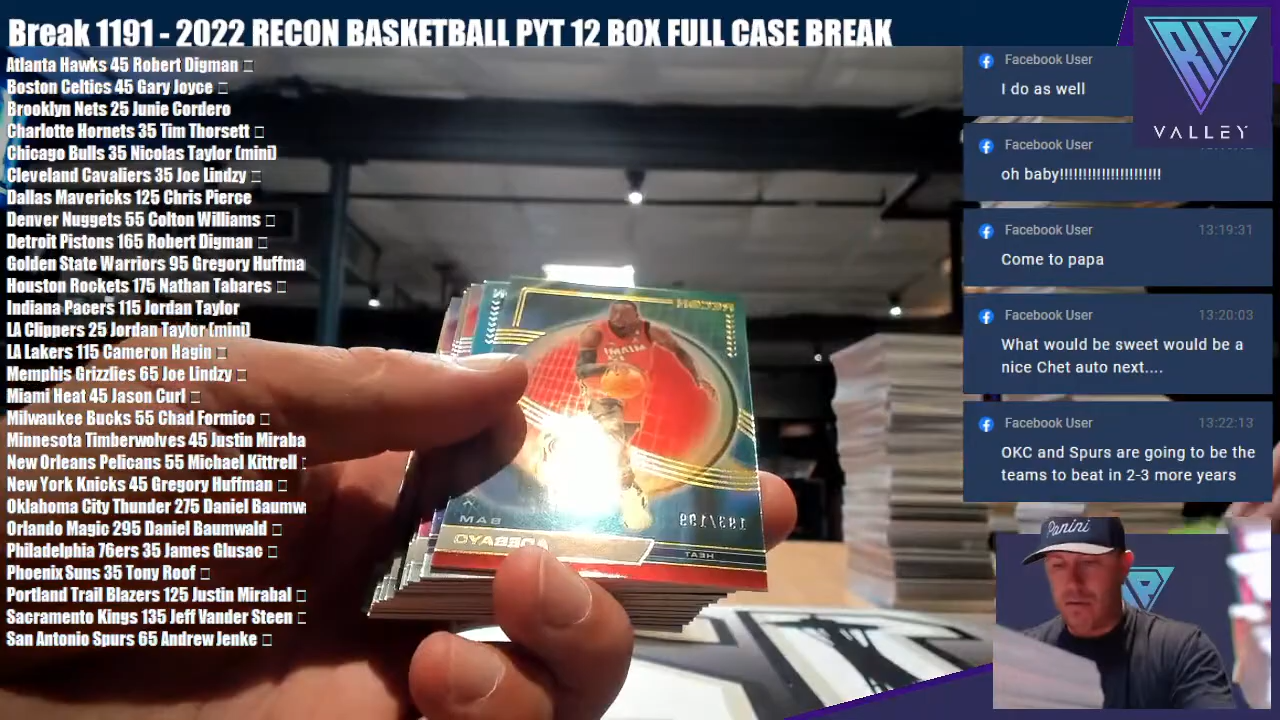 Break 1191 - 2022 RECON BASKETBALL PYT 12 BOX FULL CASE BREAK
Atlanta Hawks 45 Robert Digman
Boston Celtics 45 Gary Joyce
Brooklyn Nets 25 Junie Cordero
Charlotte Hornets 35 Tim Thorsett
Chicago Bulls 35 Nicolas Taylor (mini)
Cleveland Cavaliers 35 Joe Lindzy
Dallas Mavericks 125 Chris Pierce
Denver Nuggets 55 Colton Williams
Detroit Pistons 165 Robert Digman
Golden State Warriors 95 Gregory Huffma
Houston Rockets 175 Nathan Tabares
Indiana Pacers 115 Jordan Taylor
LA Clippers 25 Jordan Taylor (mini)
LA Lakers 115 Cameron Hagin
Memphis Grizzlies 65 Joe Lindzy
Miami Heat 45 Jason Curl
Milwaukee Bucks 55 Chad Formico
Minnesota Timberwolves 45 Justin Miraba
New Orleans Pelicans 55 Michael Kittrell
New York Knicks 45 Gregory Huffman
Oklahoma City Thunder 275 Daniel Baumw
Orlando Magic 295 Daniel Baumwald
Philadelphia 76ers 35 James Glusac
Phoenix Suns 35 Tony Roof
Portland Trail Blazers 125 Justin Mirabal
Sacramento Kings 135 Jeff Vander Steen
San Antonio Spurs 65 Andrew Jenke
RECON
MIAMI
BAM
ADEBAYO
HEAT
Facebook User
I do as well
Facebook User
oh baby!!!!!!!!!!!!!!!!!!!!!!
Facebook User 13:19:31
Come to papa
Facebook User 13:20:03
What would be sweet would be a
nice Chet auto next....
Facebook User 13:22:13
OKC and Spurs are going to be the
teams to beat in 2-3 more years
RIP
VALLEY
Panini